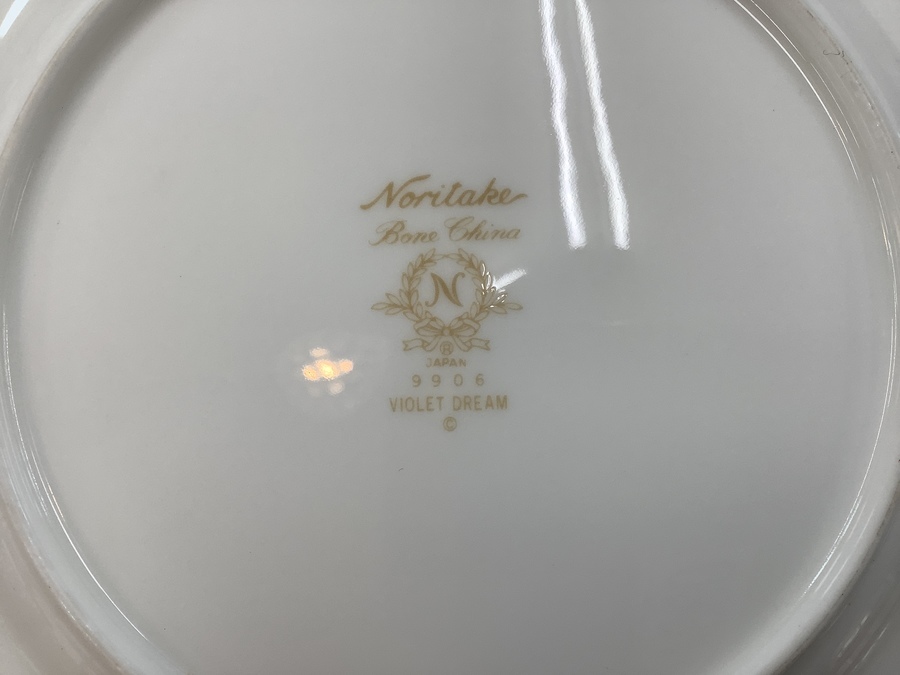 Noritake
Bone China
N
®
JAPAN
9906
VIOLET DREAM
©